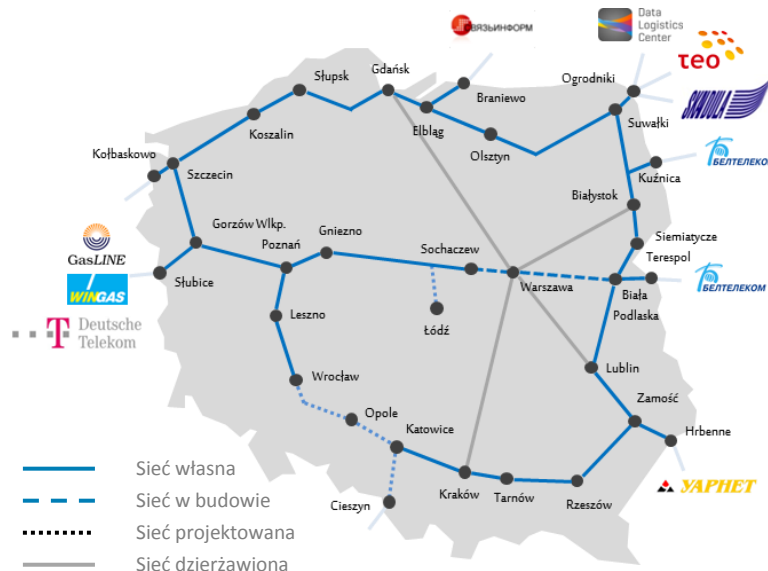 СВЯЗЬИНФОРМ
Data
Logistics
Center
тео
SKAIDULA
Ogrodniki
Słupsk
Gdańsk
Braniewo
Elbląg
Suwałki
Koszalin
Olsztyn
БЕЛТЕЛЕКОМ
Kołbaskowo
Szczecin
Kuźnica
Białystok
Gorzów Wlkp.
Poznań
Gniezno
Sochaczew
Siemiatycze
Terespol
GasLINE
WINGAS
Słubice
Warszawa
Biała
Podlaska
БЕЛТЕЛЕКОМ
Deutsche
Telekom
Leszno
Łódź
Wrocław
Lublin
Zamość
Opole
Katowice
Hrbenne
Sieć własna
Sieć w budowie
Sieć projektowana
Sieć dzierżawiona
Cieszyn
Kraków
Tarnów
Rzeszów
УАРНЕТ